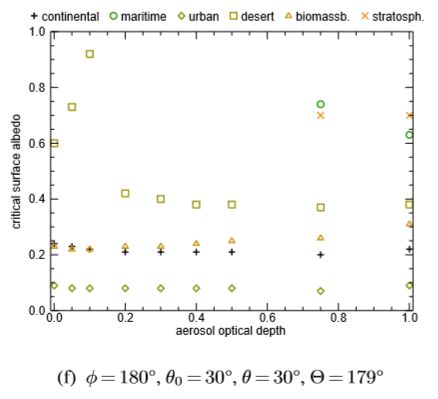 continental maritime urban desert biomassb. stratosph.
1.0
0.8
0.6
0.4
0.2
0.0
critical surface albedo
0.0 0.2 0.4 0.6 0.8 1.0
aerosol optical depth
(f) ϕ = 180°, θ₀ = 30°, θ = 30°, Θ = 179°